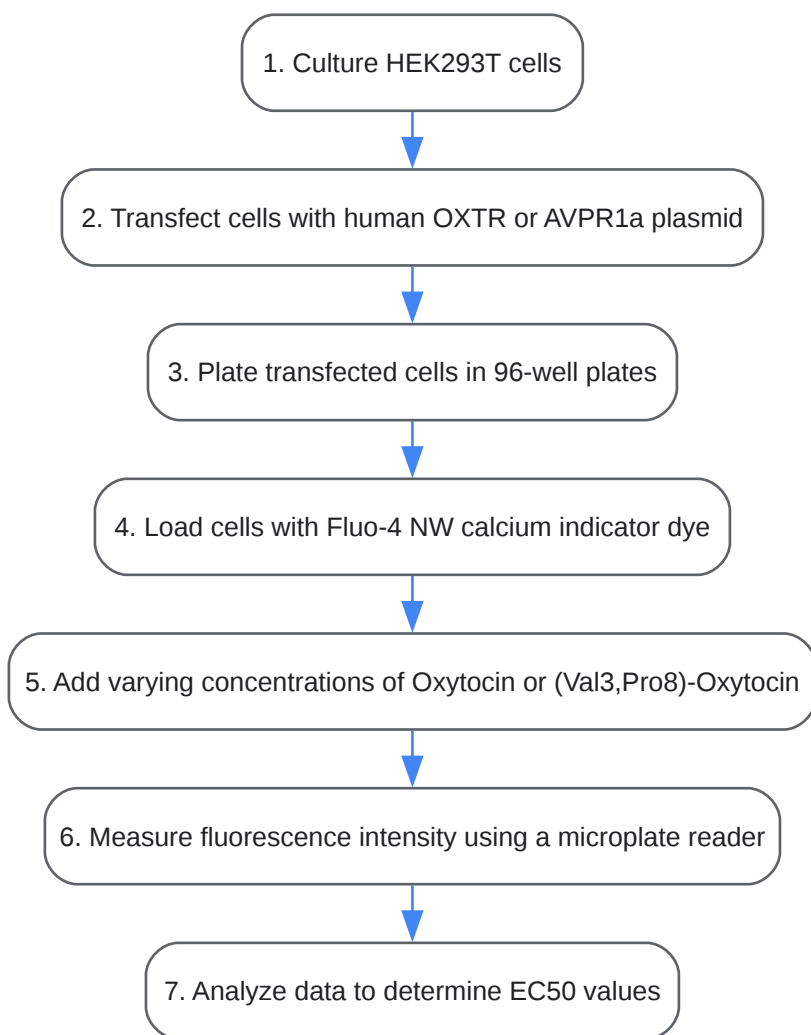 1. Culture HEK293T cells
2. Transfect cells with human OXTR or AVPR1a plasmid
3. Plate transfected cells in 96-well plates
4. Load cells with Fluo-4 NW calcium indicator dye
5. Add varying concentrations of Oxytocin or (Val3,Pro8)-Oxytocin
6. Measure fluorescence intensity using a microplate reader
7. Analyze data to determine EC50 values